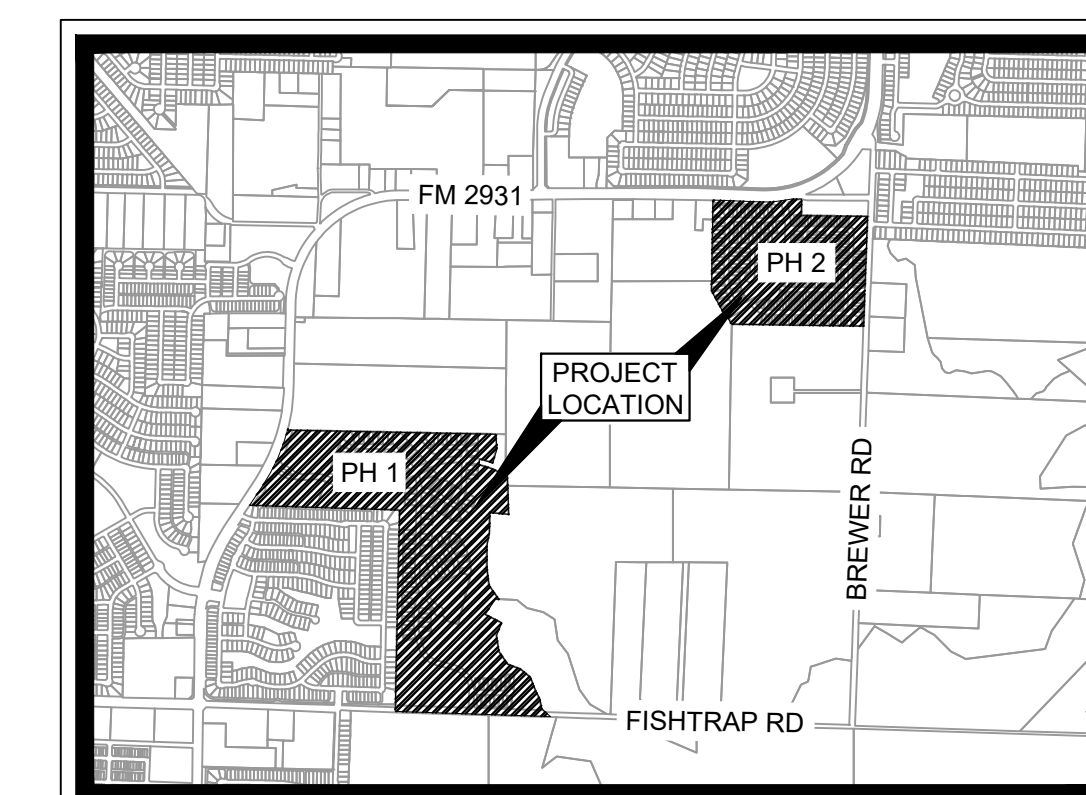 FM 2931
PH 2
PROJECT
LOCATION
PH 1
BREWER RD
FISHTRAP RD